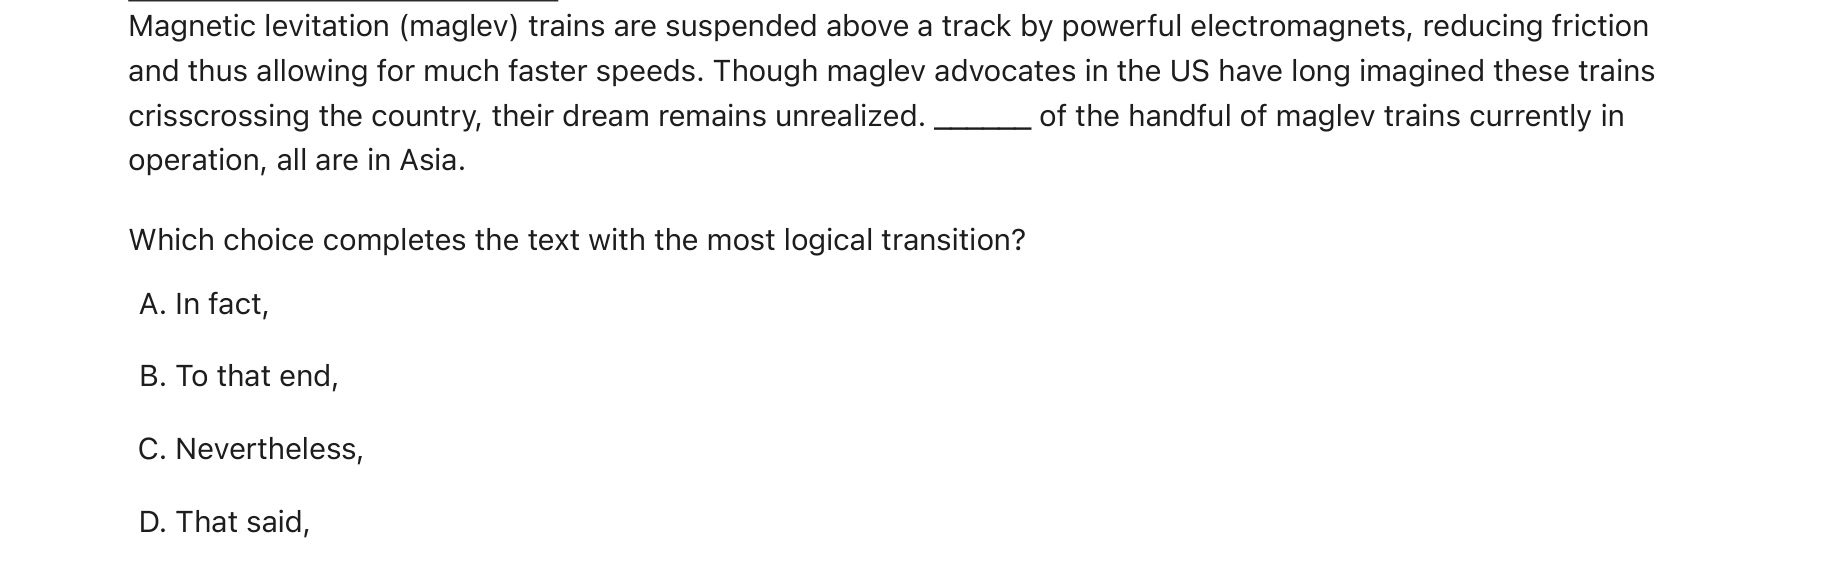 Magnetic levitation (maglev) trains are suspended above a track by powerful electromagnets, reducing friction
and thus allowing for much faster speeds. Though maglev advocates in the US have long imagined these trains
crisscrossing the country, their dream remains unrealized. ______ of the handful of maglev trains currently in
operation, all are in Asia.
Which choice completes the text with the most logical transition?
A. In fact,
B. To that end,
C. Nevertheless,
D. That said,